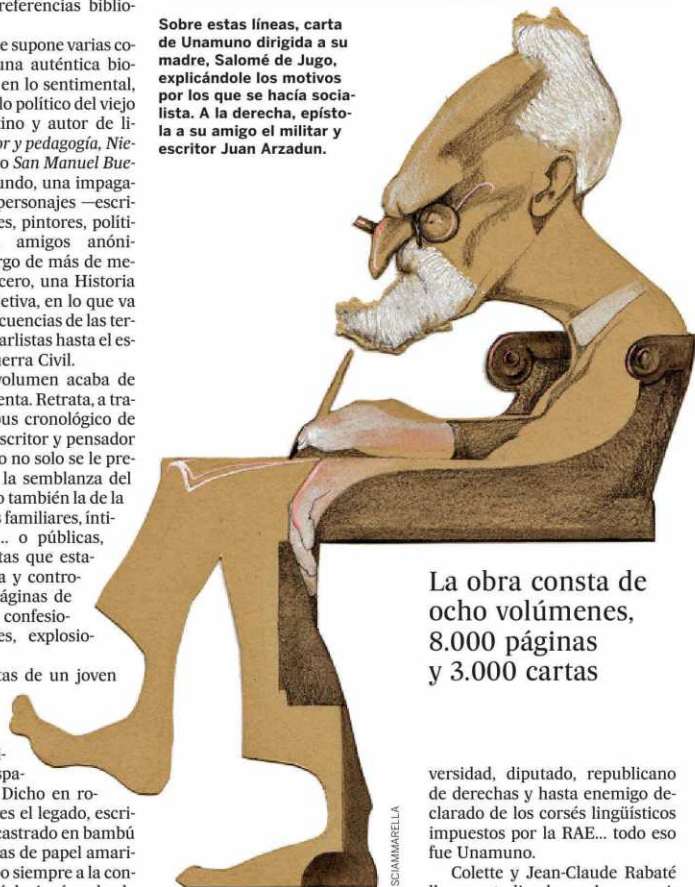 referencias biblio-
e supone varias co-
una auténtica bio-
en lo sentimental,
lo político del viejo
tino y autor de li-
or y pedagogía, Nie-
o San Manuel Bue-
undo, una impaga-
personajes —escri-
es, pintores, políti-
amigos anóni-
rgo de más de me-
cero, una Historia
etiva, en lo que va
cuencias de las ter-
arlistas hasta el es-
uerra Civil.
volumen acaba de
enta. Retrata, a tra-
pus cronológico de
scritor y pensador
o no solo se le pre-
la semblanza del
o también la de la
s familiares, ínti-
... o públicas,
tas que esta-
a y contro-
áginas de
confesio-
es, explosio-
tas de un joven
i-
spa-
Dicho en ro-
es el legado, escri-
castrado en bambú
as de papel amari-
o siempre a la con-
Sobre estas líneas, carta
de Unamuno dirigida a su
madre, Salomé de Jugo,
explicándole los motivos
por los que se hacía socia-
lista. A la derecha, epísto-
la a su amigo el militar y
escritor Juan Arzadun.
La obra consta de
ocho volúmenes,
8.000 páginas
y 3.000 cartas
SCIAMMARELLA
versidad, diputado, republicano
de derechas y hasta enemigo de-
clarado de los corsés lingüísticos
impuestos por la RAE... todo eso
fue Unamuno.
Colette y Jean-Claude Rabaté